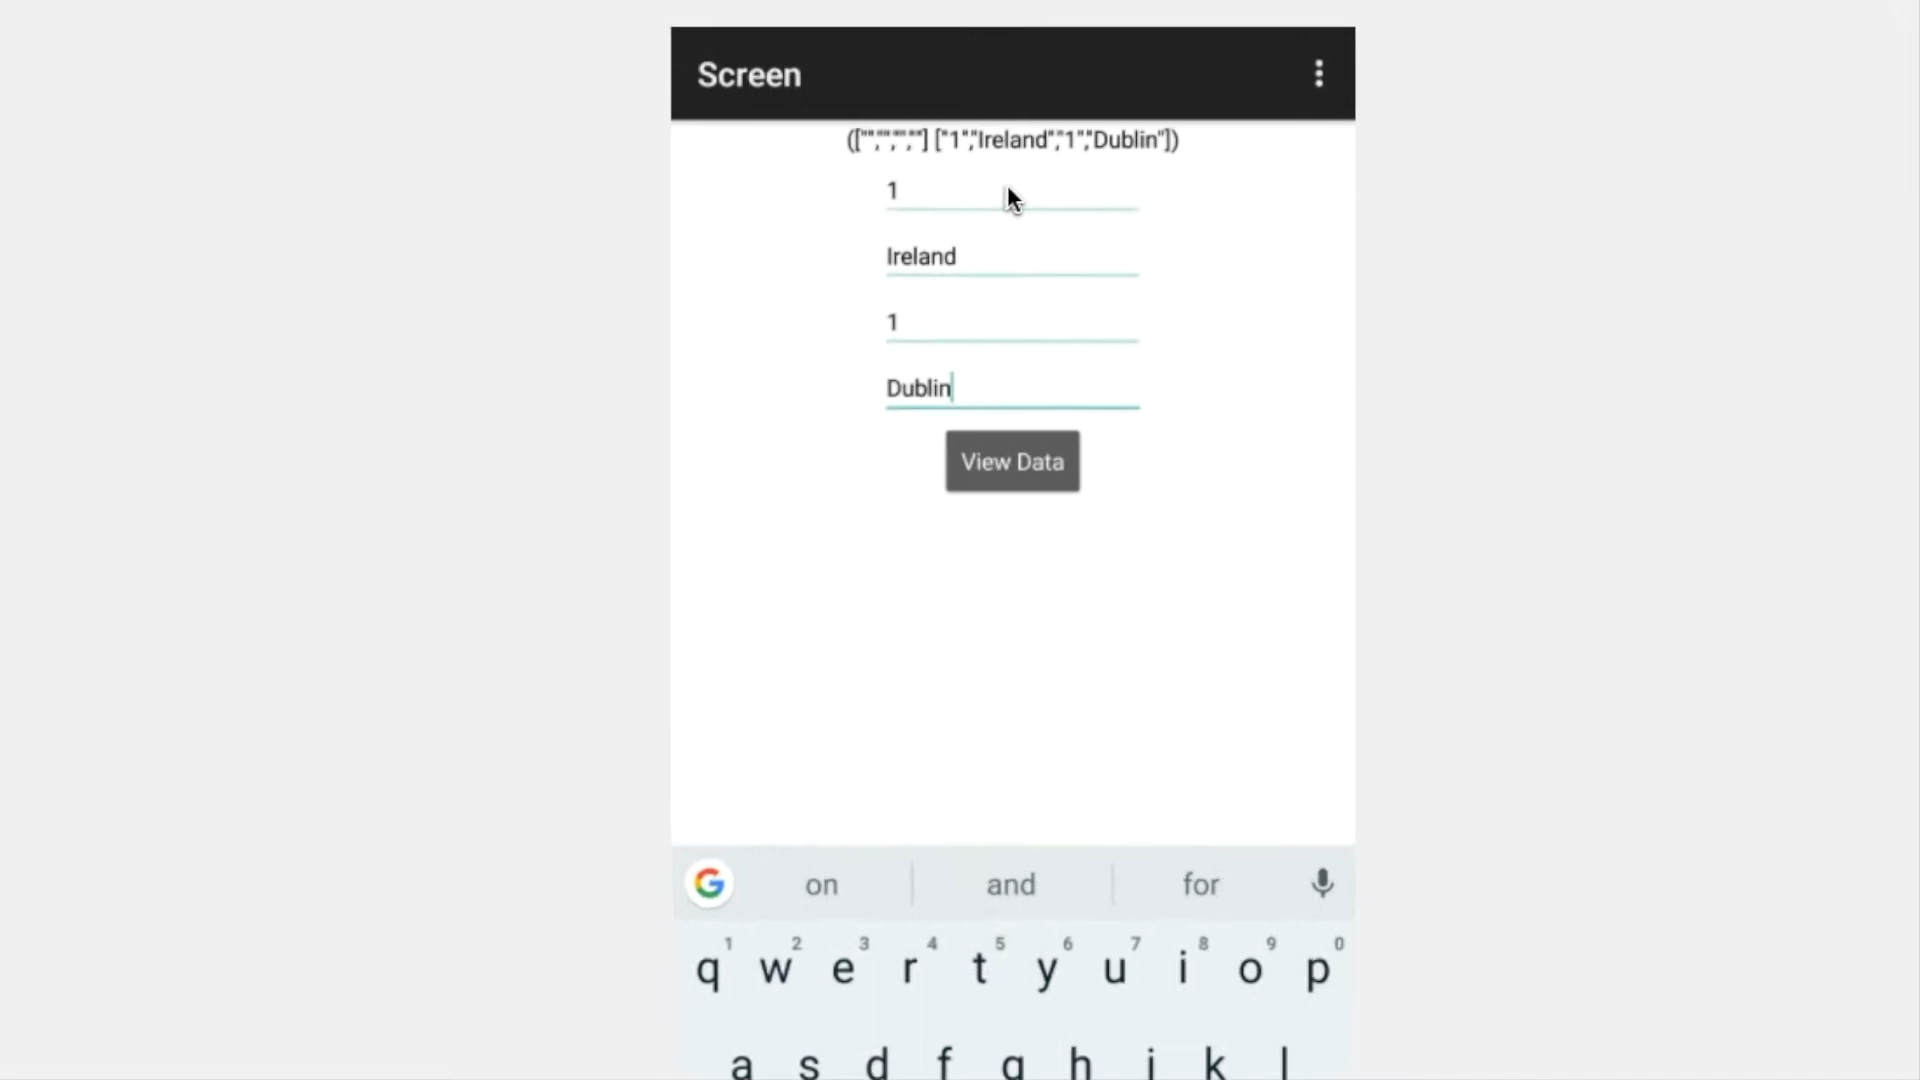 Screen
(["","","",""] ["1","Ireland","1","Dublin"])
1
Ireland
1
Dublin
View Data
G on and for
1 2 3 4 5 6 7 8 9 0
q w e r t y u i o p
a s d f g h j k l